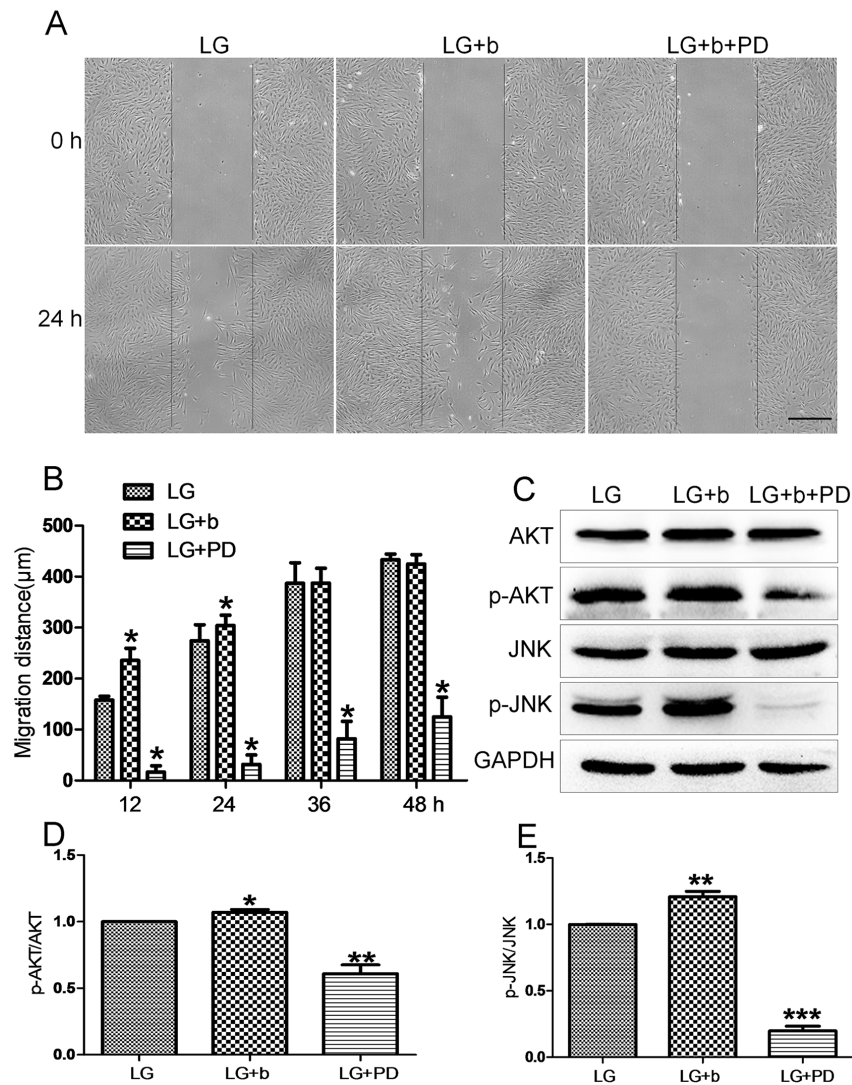 A
LG LG+b LG+b+PD
0 h
24 h
B
LG
LG+b
LG+PD
Migration distance(μm)
500
400
300
200
100
0
* * * * * *
12 24 36 48 h
C
LG LG+b LG+b+PD
AKT
p-AKT
JNK
p-JNK
GAPDH
D
p-AKT/AKT
1.5
1.0
0.5
0.0
* **
LG LG+b LG+PD
E
p-JNK/JNK
1.5
1.0
0.5
0.0
** ***
LG LG+b LG+PD